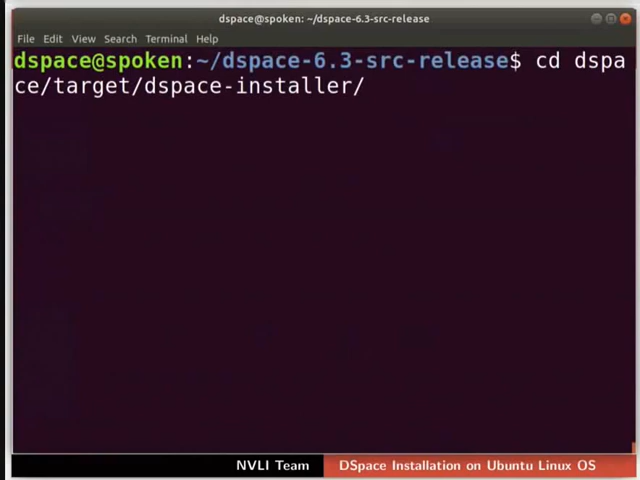 dspace@spoken: ~/dspace-6.3-src-release
File Edit View Search Terminal Help
dspace@spoken:~/dspace-6.3-src-release$ cd dspa
ce/target/dspace-installer/
NVLI Team DSpace Installation on Ubuntu Linux OS